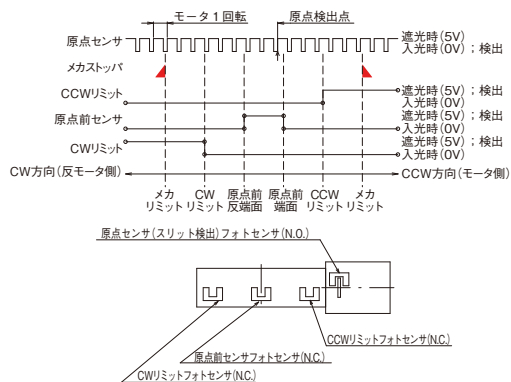 モータ1回転
原点検出点
原点センサ
遮光時(5V)
入光時(0V)；検出
メカストッパ
CCWリミット
遮光時(5V)；検出
入光時(0V)
原点前センサ
遮光時(5V)；検出
入光時(0V)
CWリミット
遮光時(5V)；検出
入光時(0V)
CW方向(反モータ側)
CCW方向(モータ側)
メカ
リミット
CW
リミット
原点前
反端面
原点前
端面
CCW
リミット
メカ
リミット
原点センサ(スリット検出)フォトセンサ(N.O.)
CCWリミットフォトセンサ(N.C.)
原点前センサフォトセンサ(N.C.)
CWリミットフォトセンサ(N.C.)